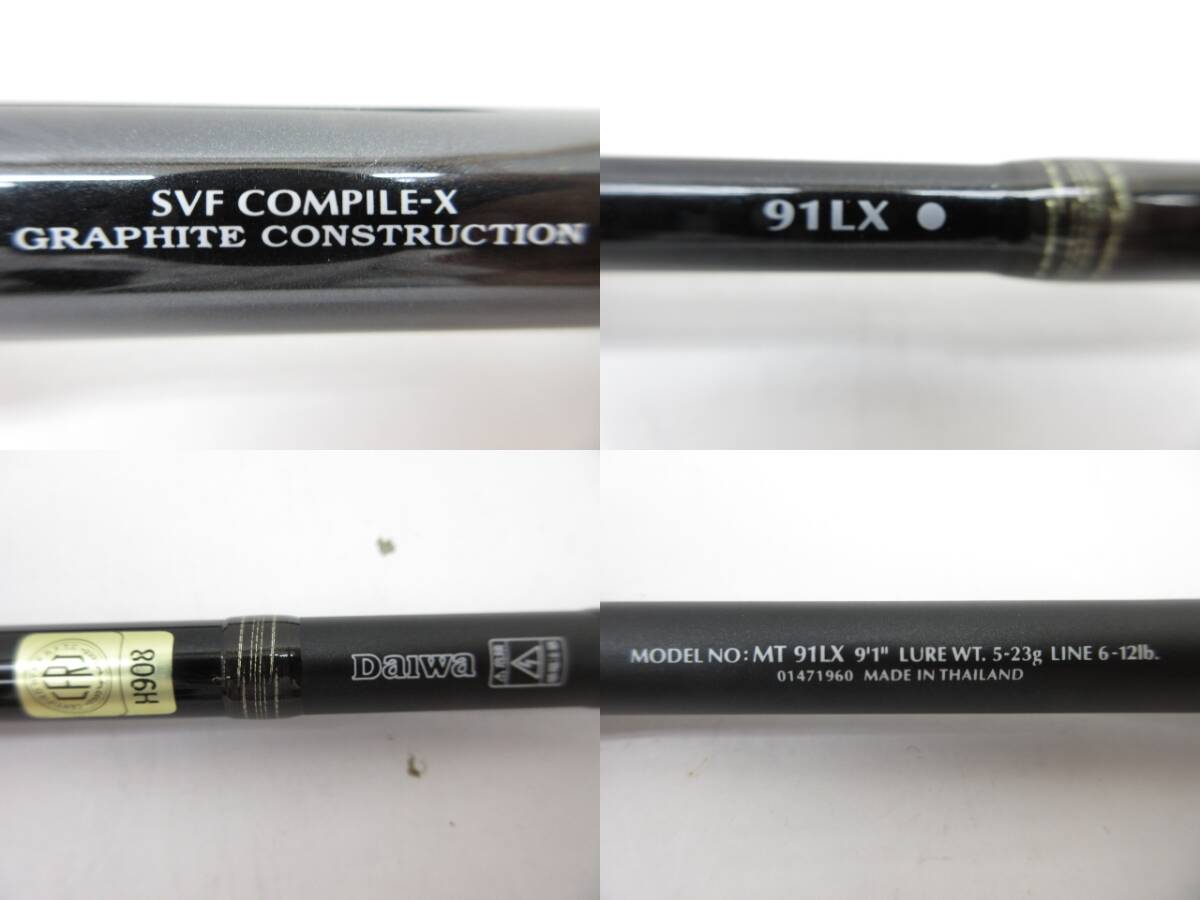 SVF COMPILE-X
GRAPHITE CONSTRUCTION
91LX
CFRI
H908
Daiwa
MODEL NO: MT 91LX 9'1" LURE WT. 5-23g LINE 6-12lb.
01471960 MADE IN THAILAND